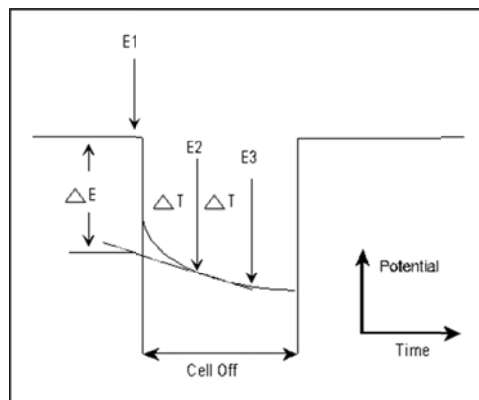 E1
E2
E3
△E
△T
△T
Potential
Time
Cell Off